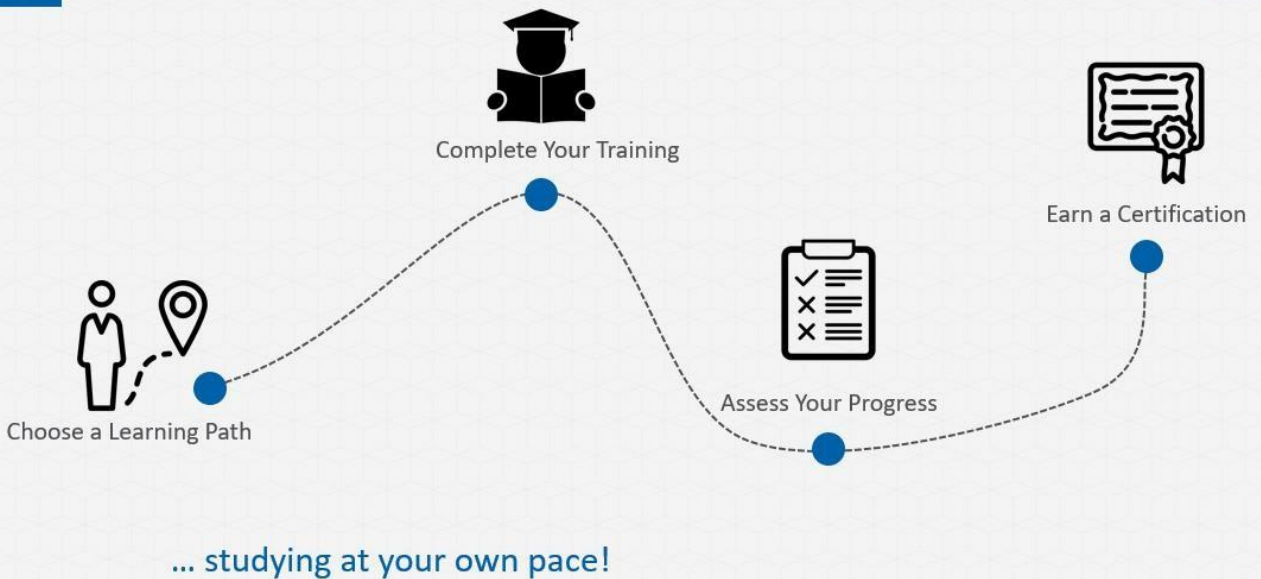 Choose a Learning Path
Complete Your Training
Assess Your Progress
Earn a Certification
... studying at your own pace!